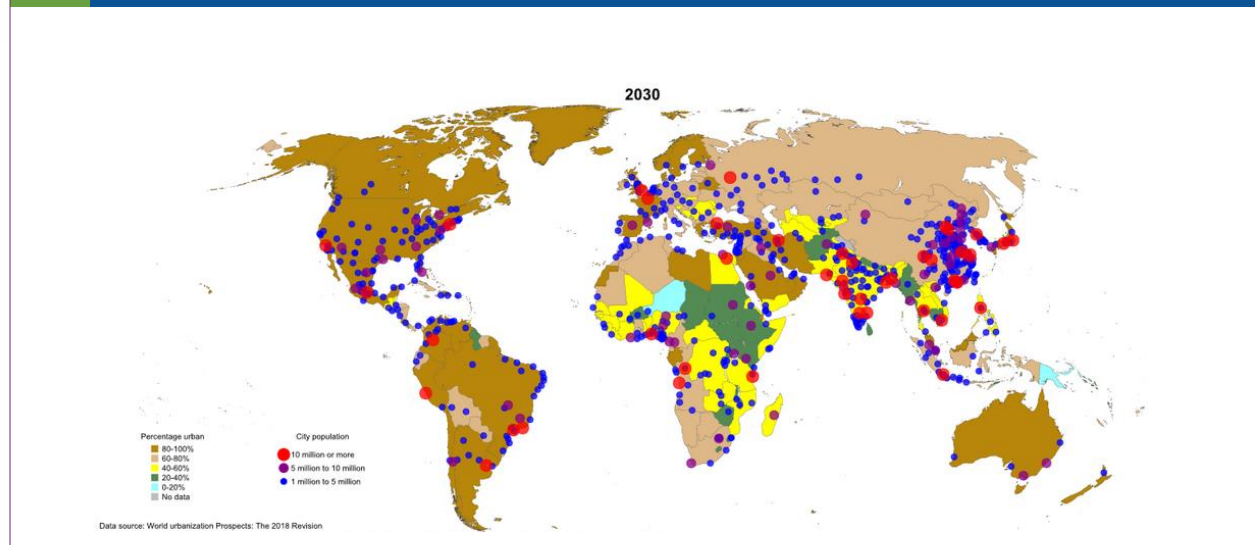 2030
Percentage urban
80-100%
60-80%
40-60%
20-40%
0-20%
No data
City population
10 million or more
5 million to 10 million
1 million to 5 million
Data source: World urbanization Prospects: The 2018 Revision